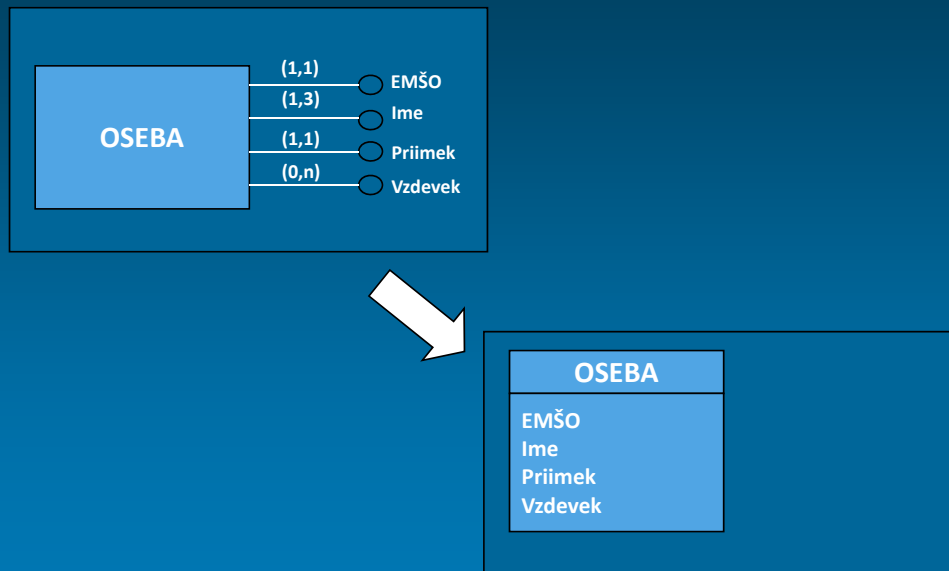 (1,1)
EMŠO
(1,3)
Ime
OSEBA
(1,1)
Priimek
(0,n)
Vzdevek
OSEBA
EMŠO
Ime
Priimek
Vzdevek